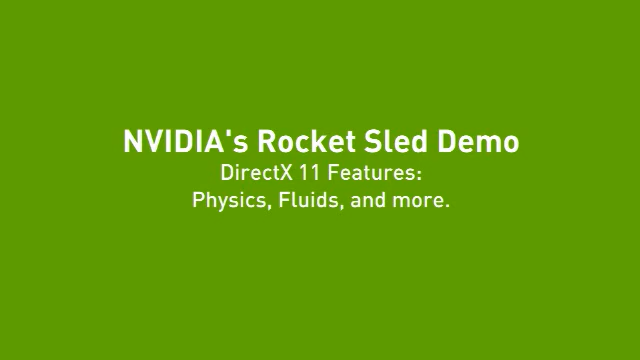 NVIDIA's Rocket Sled Demo
DirectX 11 Features:
Physics, Fluids, and more.